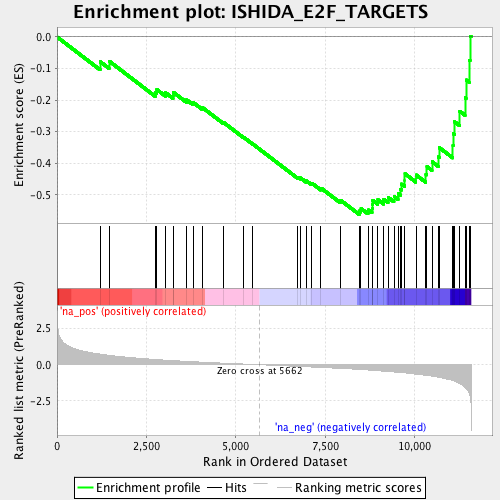 Enrichment plot: ISHIDA_E2F_TARGETS
Enrichment score (ES)
0.0
-0.1
-0.2
-0.3
-0.4
-0.5
'na_pos' (positively correlated)
Ranked list metric (PreRanked)
2.5
0.0
-2.5
Zero cross at 5662
'na_neg' (negatively correlated)
0
2,500
5,000
7,500
10,000
Rank in Ordered Dataset
Enrichment profile
Hits
Ranking metric scores